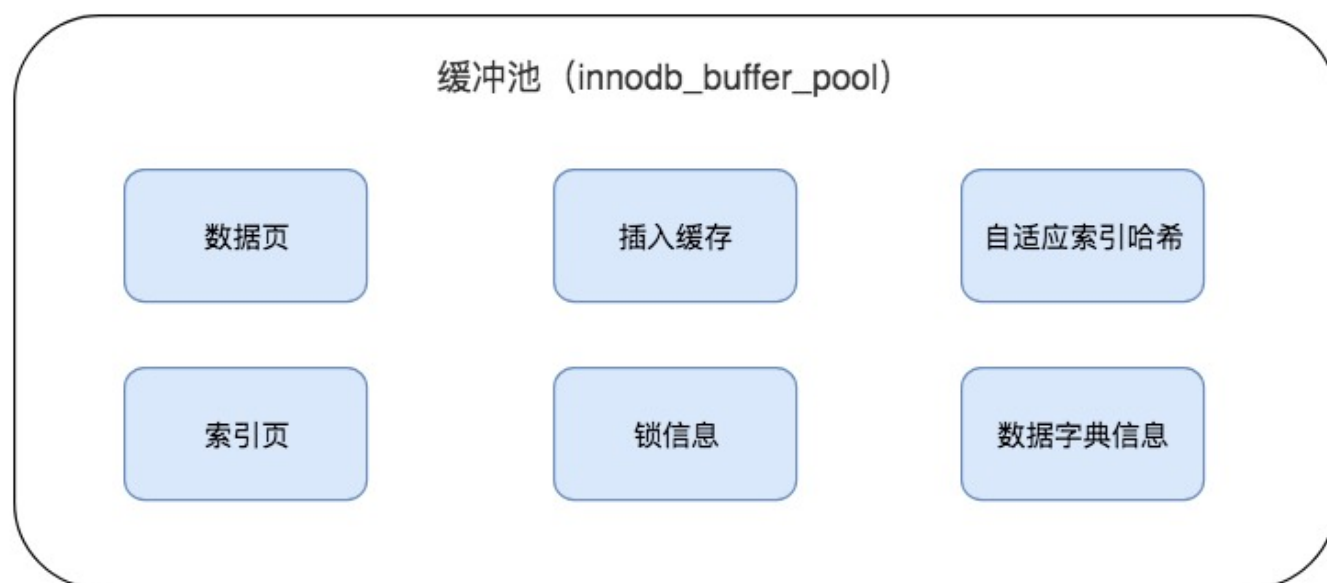 缓冲池（innodb_buffer_pool）
数据页
插入缓存
自适应索引哈希
索引页
锁信息
数据字典信息